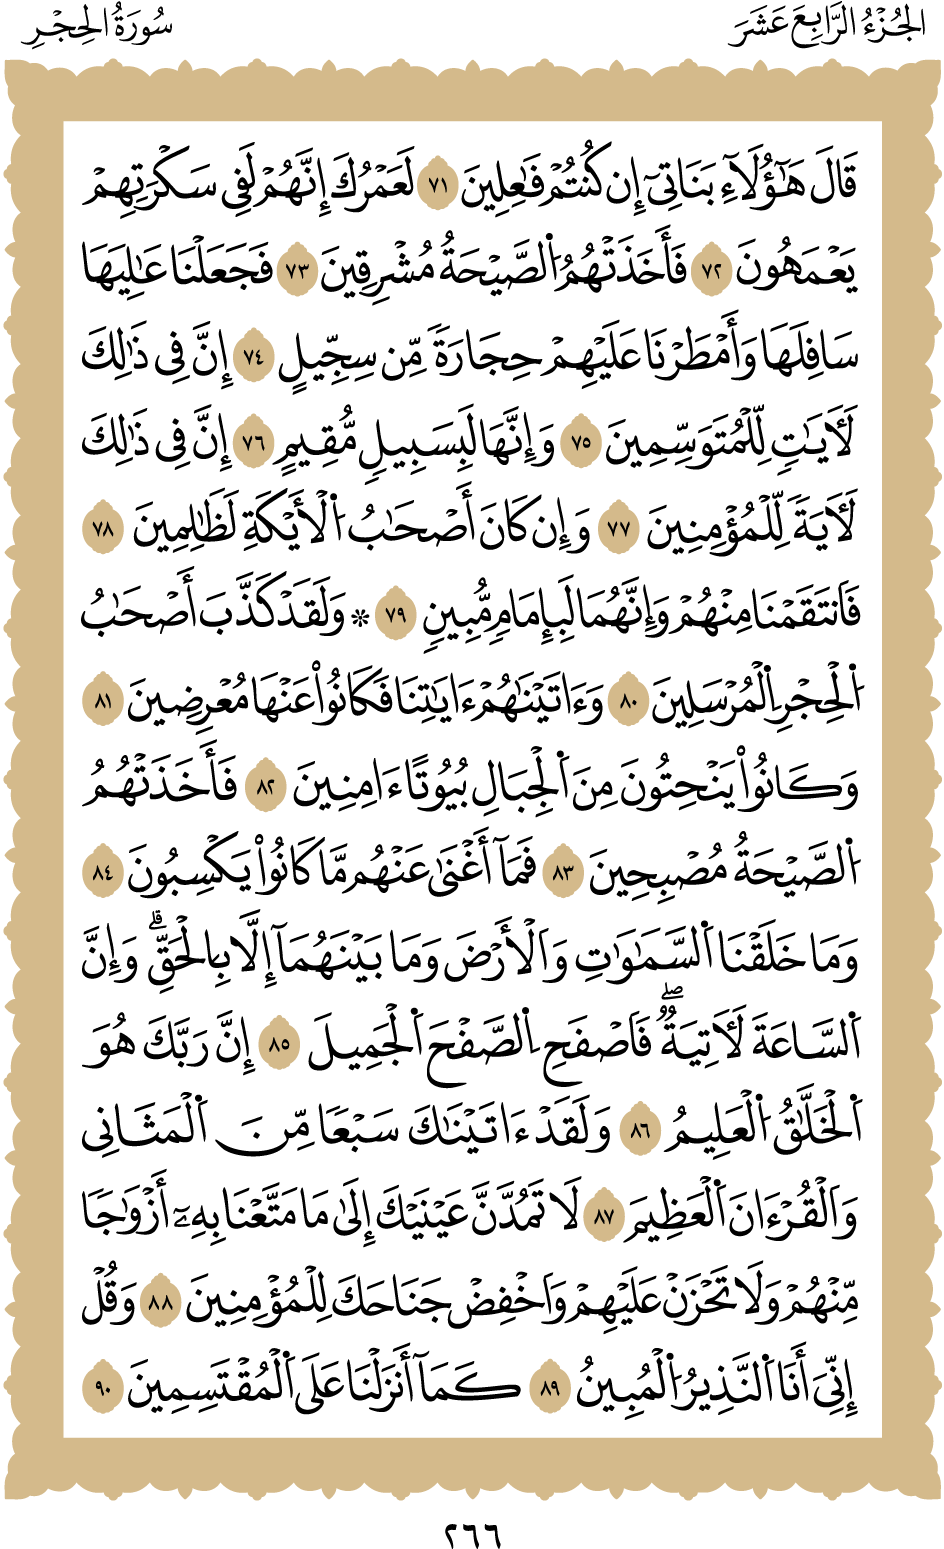 الجُزْءُ الرَّابِعَ عَشَرَ
سُورَةُ الحِجْرِ
قَالَ هَٰٓؤُلَآءِ بَنَاتِىٓ إِن كُنتُمْ فَٰعِلِينَ ٧١ لَعَمْرُكَ إِنَّهُمْ لَفِى سَكْرَتِهِمْ
يَعْمَهُونَ ٧٢ فَأَخَذَتْهُمُ ٱلصَّيْحَةُ مُشْرِقِينَ ٧٣ فَجَعَلْنَا عَٰلِيَهَا
سَافِلَهَا وَأَمْطَرْنَا عَلَيْهِمْ حِجَارَةً مِّن سِجِّيلٍ ٧٤ إِنَّ فِى ذَٰلِكَ
لَءَايَٰتٍ لِّلْمُتَوَسِّمِينَ ٧٥ وَإِنَّهَا لَبِسَبِيلٍ مُّقِيمٍ ٧٦ إِنَّ فِى ذَٰلِكَ
لَءَايَةً لِّلْمُؤْمِنِينَ ٧٧ وَإِن كَانَ أَصْحَٰبُ ٱلْأَيْكَةِ لَظَٰلِمِينَ ٧٨
فَٱنتَقَمْنَا مِنْهُمْ وَإِنَّهُمَا لَبِإِمَامٍ مُّبِينٍ ٧٩ * وَلَقَدْ كَذَّبَ أَصْحَٰبُ
ٱلْحِجْرِ ٱلْمُرْسَلِينَ ٨٠ وَءَاتَيْنَٰهُمْ ءَايَٰتِنَا فَكَانُوا۟ عَنْهَا مُعْرِضِينَ ٨١
وَكَانُوا۟ يَنْحِتُونَ مِنَ ٱلْجِبَالِ بُيُوتًا ءَامِنِينَ ٨٢ فَأَخَذَتْهُمُ
ٱلصَّيْحَةُ مُصْبِحِينَ ٨٣ فَمَآ أَغْنَىٰ عَنْهُم مَّا كَانُوا۟ يَكْسِبُونَ ٨٤
وَمَا خَلَقْنَا ٱلسَّمَٰوَٰتِ وَٱلْأَرْضَ وَمَا بَيْنَهُمَآ إِلَّا بِٱلْحَقِّ ۗ وَإِنَّ
ٱلسَّاعَةَ لَءَاتِيَةٌ ۖ فَٱصْفَحِ ٱلصَّفْحَ ٱلْجَمِيلَ ٨٥ إِنَّ رَبَّكَ هُوَ
ٱلْخَلَّٰقُ ٱلْعَلِيمُ ٨٦ وَلَقَدْ ءَاتَيْنَٰكَ سَبْعًا مِّنَ ٱلْمَثَانِى
وَٱلْقُرْءَانَ ٱلْعَظِيمَ ٨٧ لَا تَمُدَّنَّ عَيْنَيْكَ إِلَىٰ مَا مَتَّعْنَا بِهِۦٓ أَزْوَٰجًا
مِّنْهُمْ وَلَا تَحْزَنْ عَلَيْهِمْ وَٱخْفِضْ جَنَاحَكَ لِلْمُؤْمِنِينَ ٨٨ وَقُلْ
إِنِّىٓ أَنَا ٱلنَّذِيرُ ٱلْمُبِينُ ٨٩ كَمَآ أَنزَلْنَا عَلَى ٱلْمُقْتَسِمِينَ ٩٠
٢٦٦